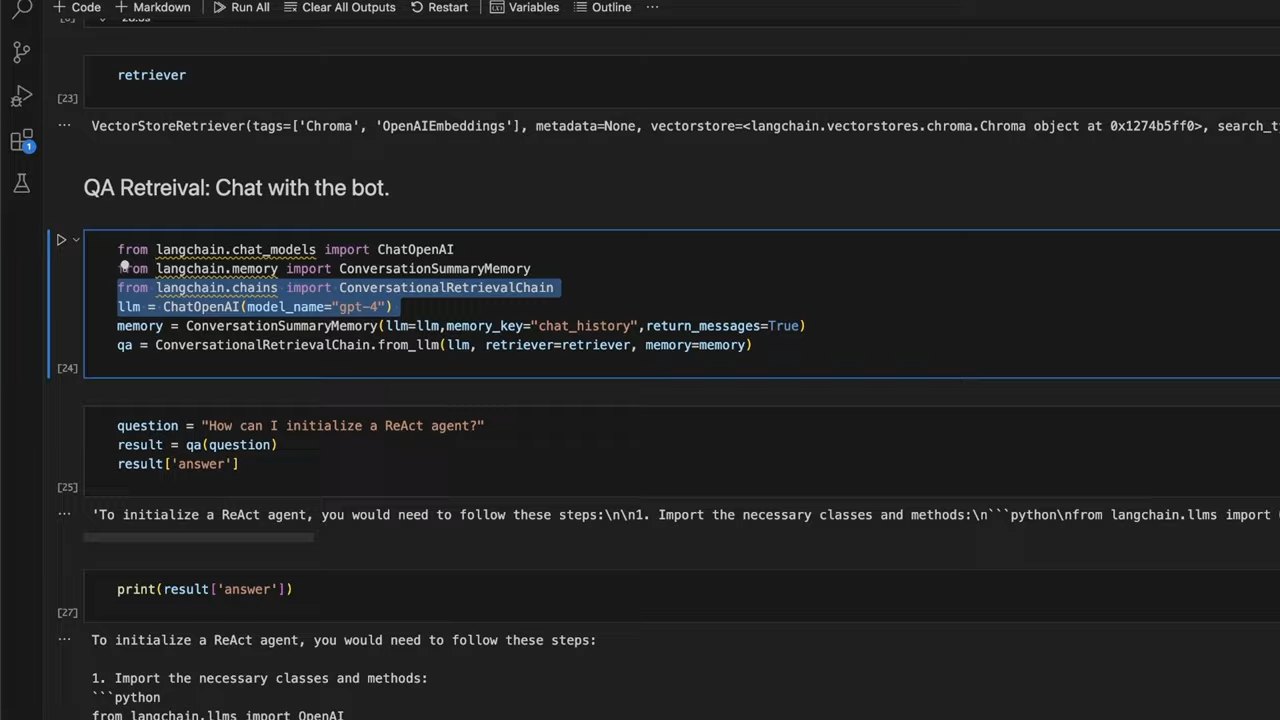 Code
Markdown
Run All
Clear All Outputs
Restart
Variables
Outline
···
retriever
[23]
··· VectorStoreRetriever(tags=['Chroma', 'OpenAIEmbeddings'], metadata=None, vectorstore=<langchain.vectorstores.chroma.Chroma object at 0x1274b5ff0>, search_t
1
QA Retreival: Chat with the bot.
from langchain.chat_models import ChatOpenAI
from langchain.memory import ConversationSummaryMemory
from langchain.chains import ConversationalRetrievalChain
llm = ChatOpenAI(model_name="gpt-4")
memory = ConversationSummaryMemory(llm=llm,memory_key="chat_history",return_messages=True)
qa = ConversationalRetrievalChain.from_llm(llm, retriever=retriever, memory=memory)
[24]
question = "How can I initialize a ReAct agent?"
result = qa(question)
result['answer']
[25]
··· 'To initialize a ReAct agent, you would need to follow these steps:\n\n1. Import the necessary classes and methods:\n```python\nfrom langchain.llms import
print(result['answer'])
[27]
··· To initialize a ReAct agent, you would need to follow these steps:
1. Import the necessary classes and methods:
```python
from langchain.llms import OpenAI